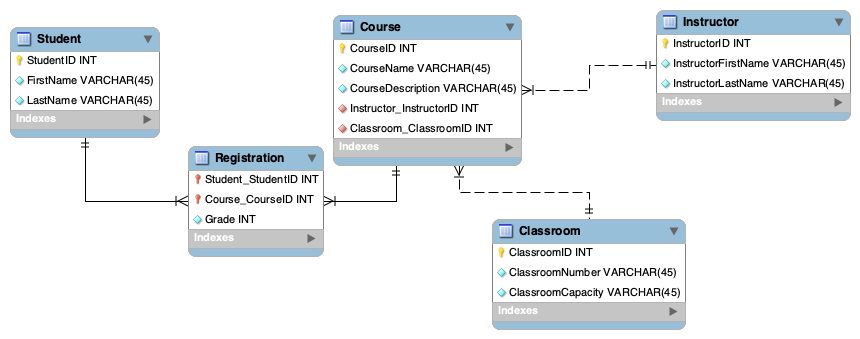 Student
StudentID INT
FirstName VARCHAR(45)
LastName VARCHAR(45)
Indexes
Course
CourseID INT
CourseName VARCHAR(45)
CourseDescription VARCHAR(45)
Instructor_InstructorID INT
Classroom_ClassroomID INT
Indexes
Instructor
InstructorID INT
InstructorFirstName VARCHAR(45)
InstructorLastName VARCHAR(45)
Indexes
Registration
Student_StudentID INT
Course_CourseID INT
Grade INT
Indexes
Classroom
ClassroomID INT
ClassroomNumber VARCHAR(45)
ClassroomCapacity VARCHAR(45)
Indexes